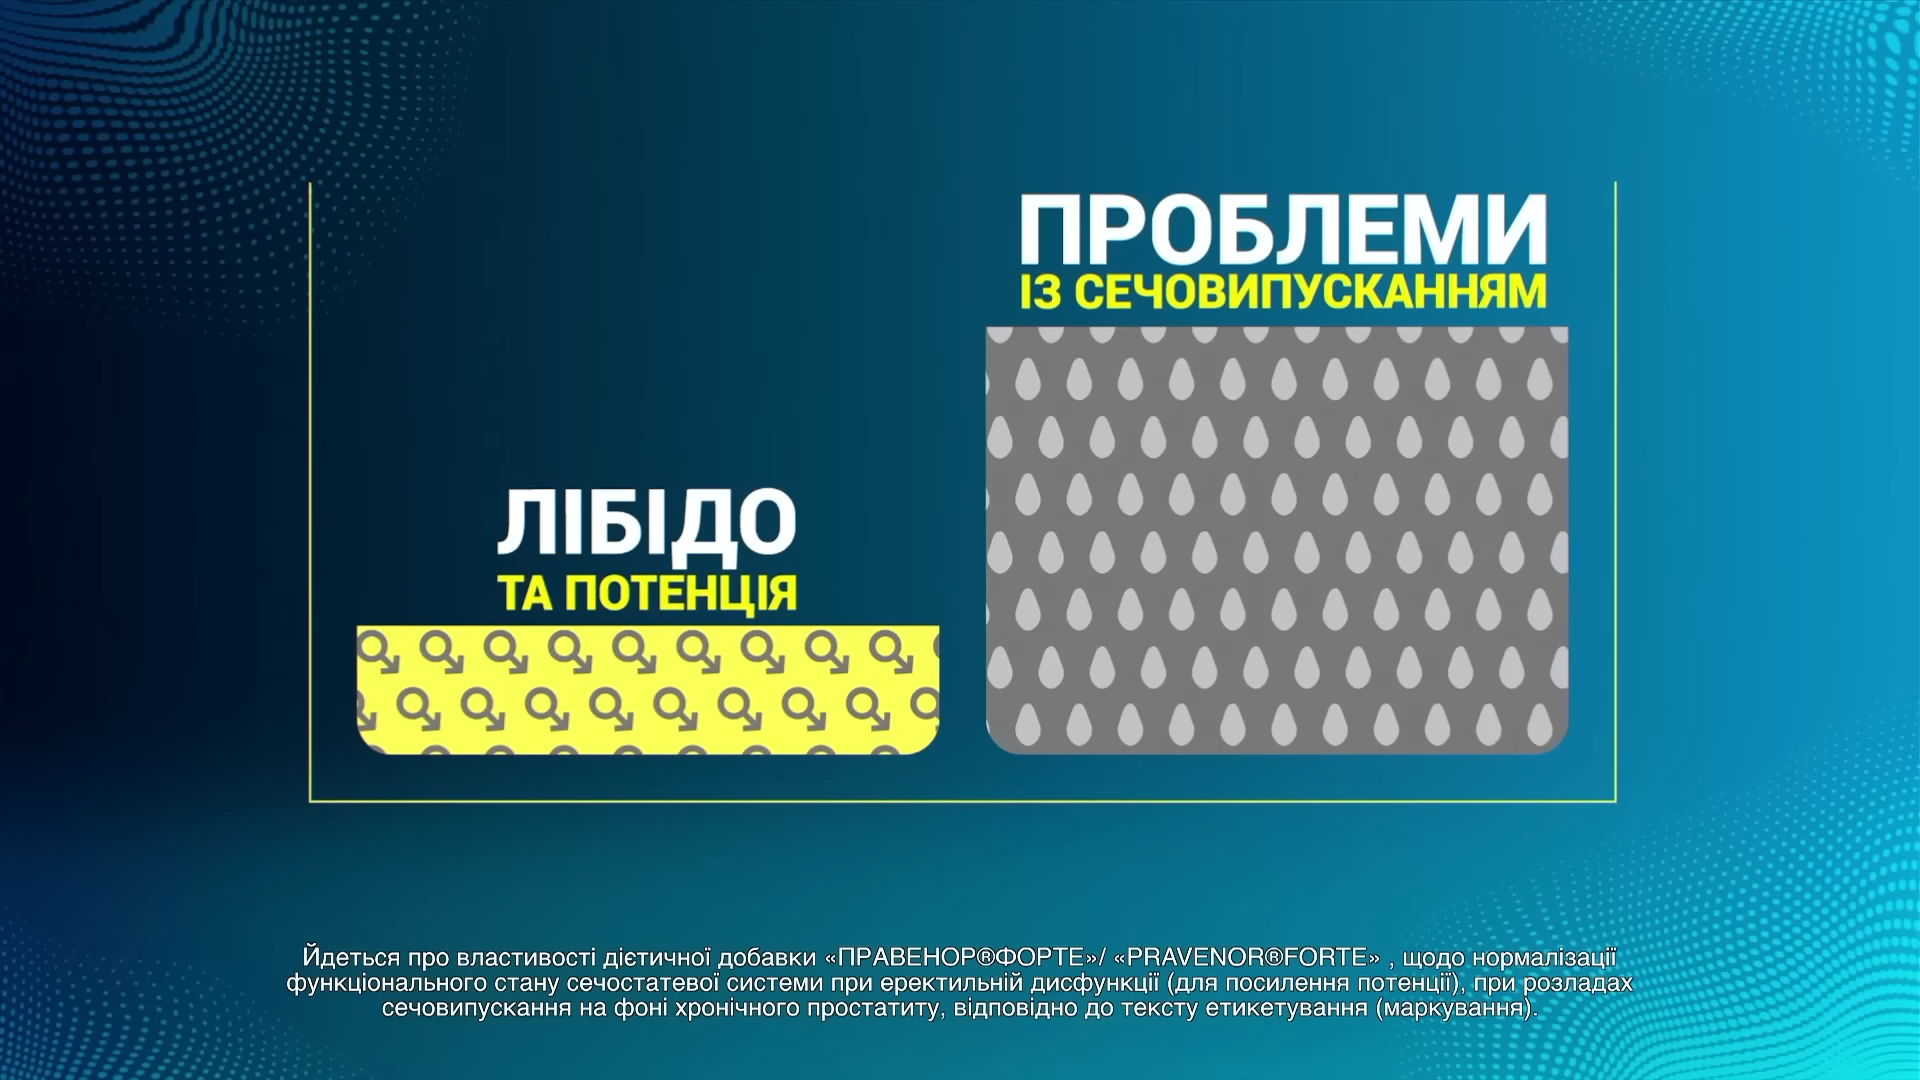 ПРОБЛЕМИ
ІЗ СЕЧОВИПУСКАННЯМ
ЛІБІДО
ТА ПОТЕНЦІЯ
Йдеться про властивості дієтичної добавки «ПРАВЕНОР®ФОРТЕ»/ «PRAVENOR®FORTE» , щодо нормалізації
функціонального стану сечостатевої системи при еректильній дисфункції (для посилення потенції), при розладах
сечовипускання на фоні хронічного простатиту, відповідно до тексту етикетування (маркування).